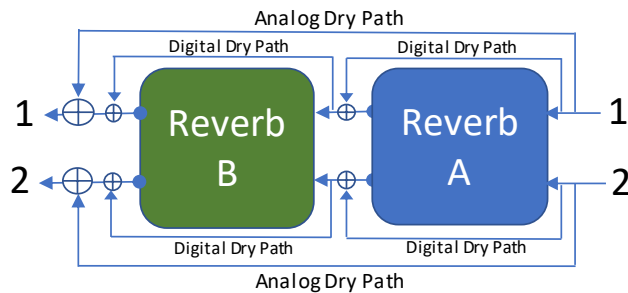 Analog Dry Path
Digital Dry Path
Digital Dry Path
1
Reverb
B
Reverb
A
1
2
2
Digital Dry Path
Digital Dry Path
Analog Dry Path